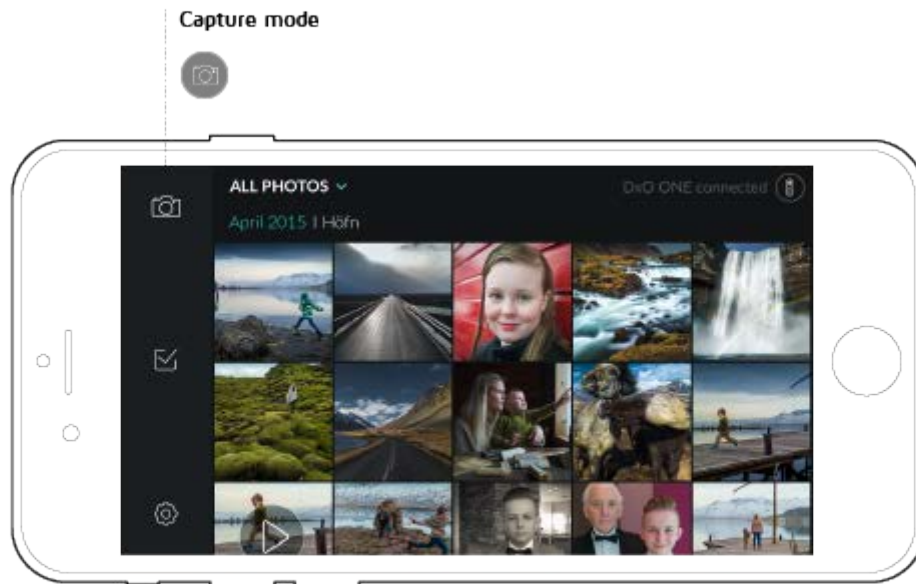 Capture mode
ALL PHOTOS
DxO ONE connected
April 2015 I Höfn